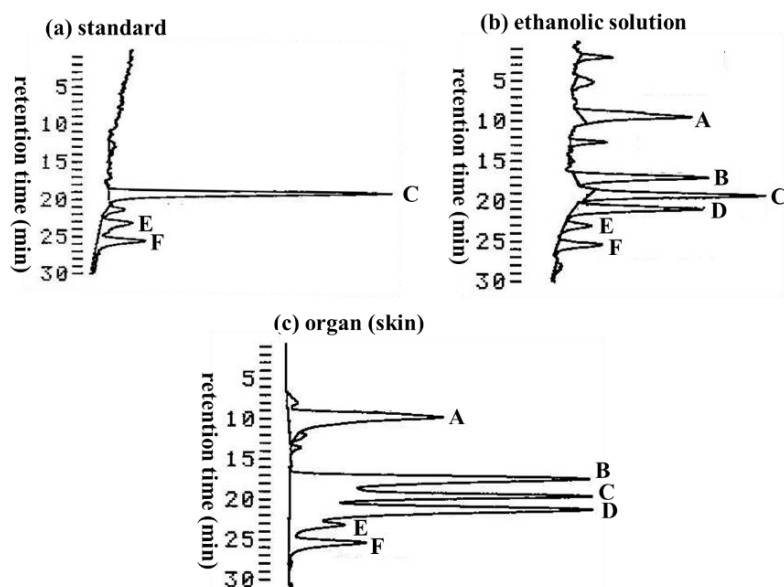 (a) standard
retention time (min)
5
10
15
20
25
30
C
E
F
(b) ethanolic solution
retention time (min)
5
10
15
20
25
30
A
B
C
D
E
F
(c) organ (skin)
retention time (min)
5
10
15
20
25
30
A
B
C
D
E
F